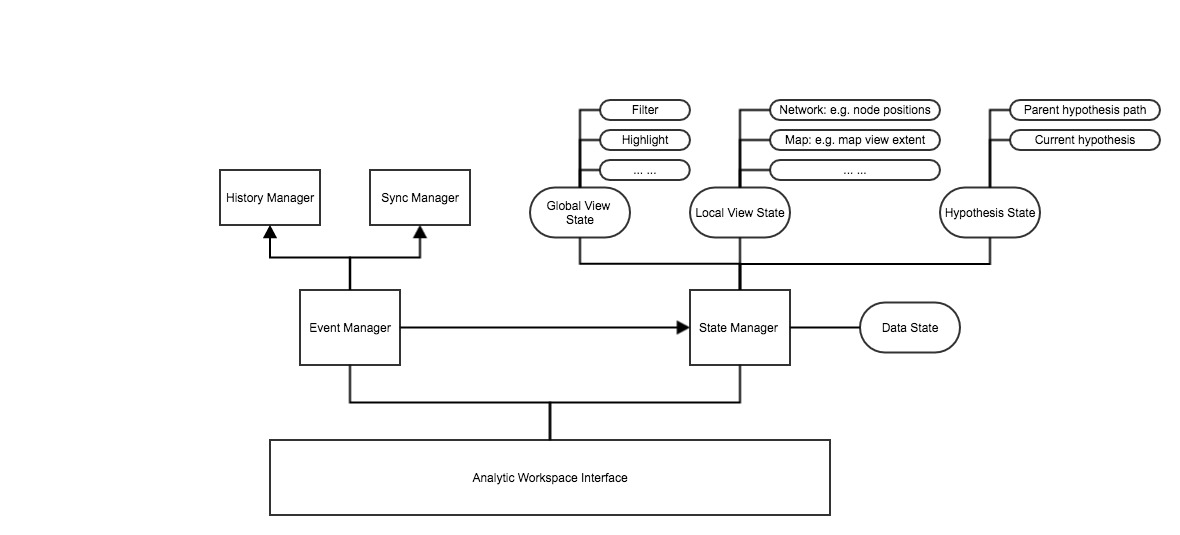 Filter
Network: e.g. node positions
Parent hypothesis path
Highlight
Map: e.g. map view extent
Current hypothesis
... ...
... ...
History Manager
Sync Manager
Global View
State
Local View State
Hypothesis State
Event Manager
State Manager
Data State
Analytic Workspace Interface